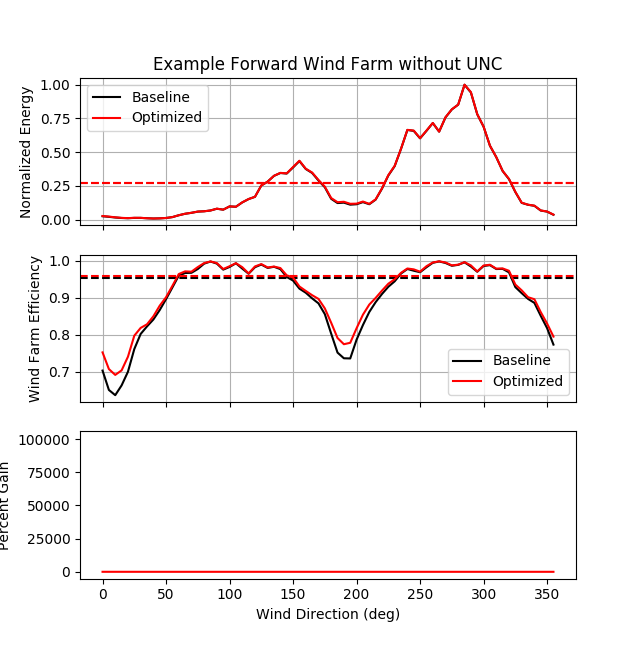 Example Forward Wind Farm without UNC
Normalized Energy
1.00
0.75
0.50
0.25
0.00
Baseline
Optimized
Wind Farm Efficiency
1.0
0.9
0.8
0.7
Baseline
Optimized
Percent Gain
100000
75000
50000
25000
0
0 50 100 150 200 250 300 350
Wind Direction (deg)